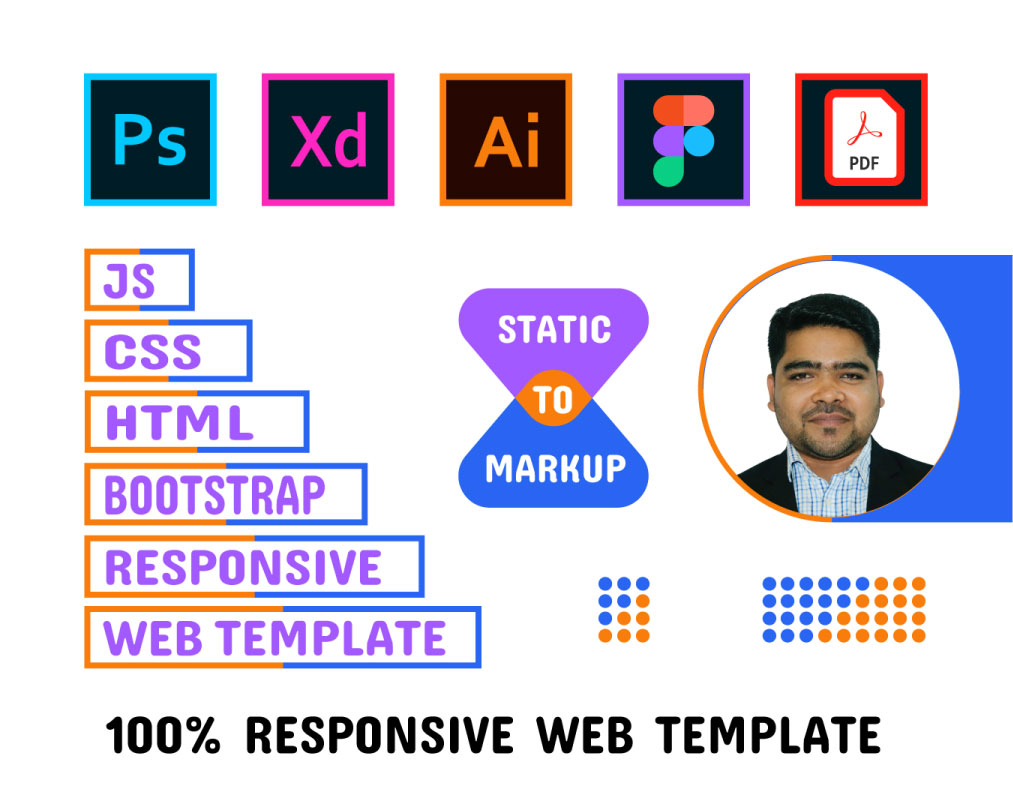 Ps
Xd
Ai
PDF
JS
CSS
HTML
BOOTSTRAP
RESPONSIVE
WEB TEMPLATE
STATIC
TO
MARKUP
100% RESPONSIVE WEB TEMPLATE